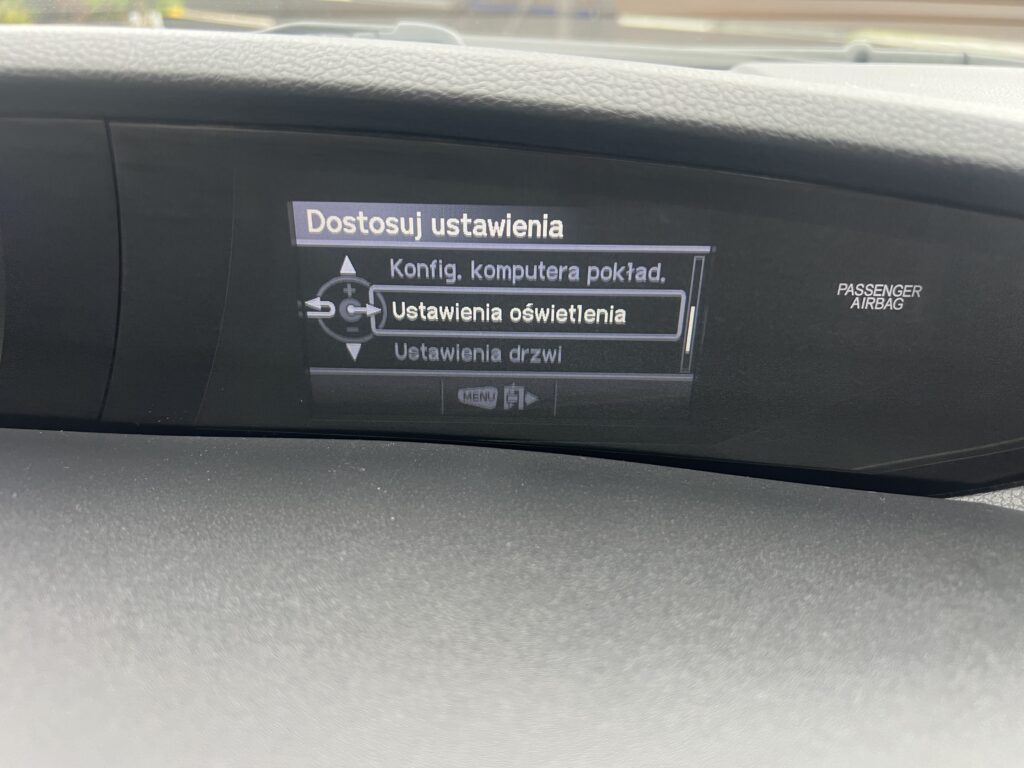 Dostosuj ustawienia
Konfig. komputera pokład.
Ustawienia oświetlenia
Ustawienia drzwi
MENU
PASSENGER
AIRBAG